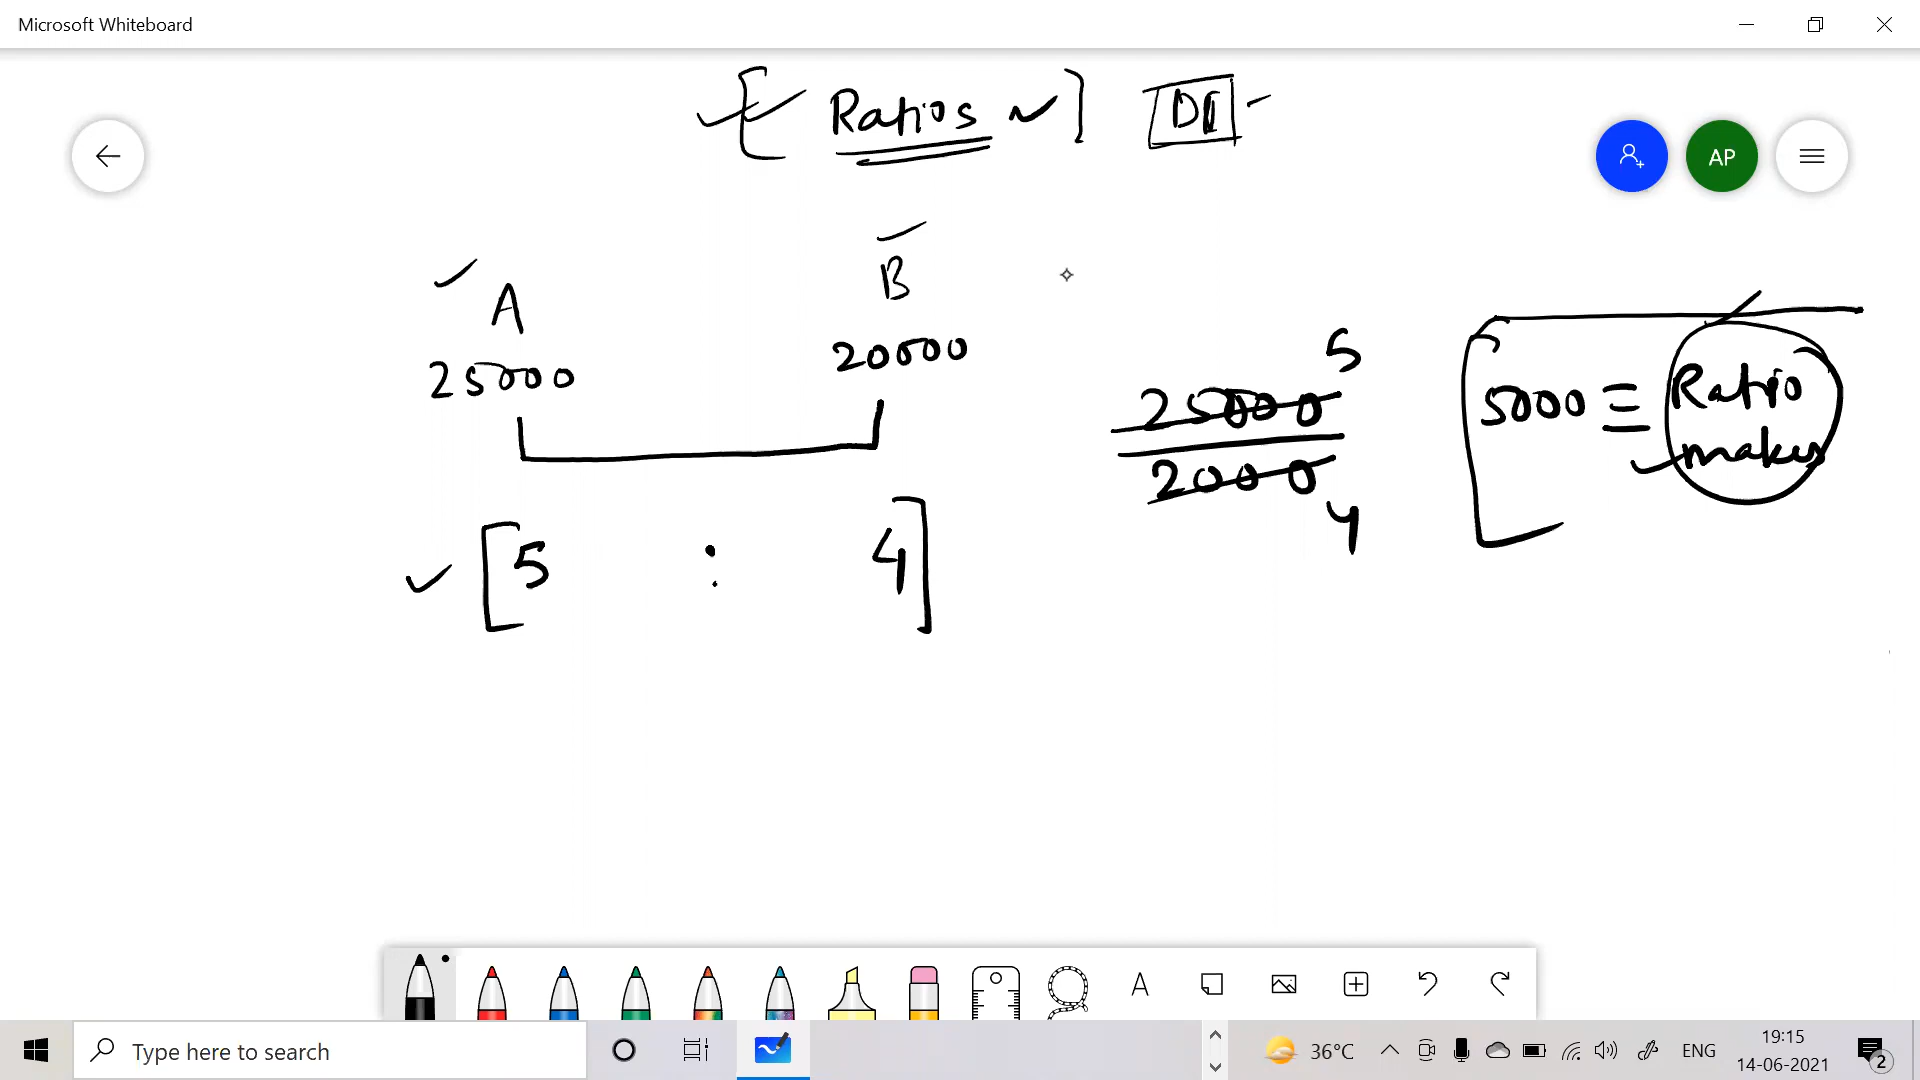 Microsoft Whiteboard
[ Ratios ] DI
AP
A B
25000 20000
5
25000
2000
4
5000 ≡ Ratio
maker
[5 : 4]
A
Type here to search
36°C
ENG
19:15
14-06-2021
2